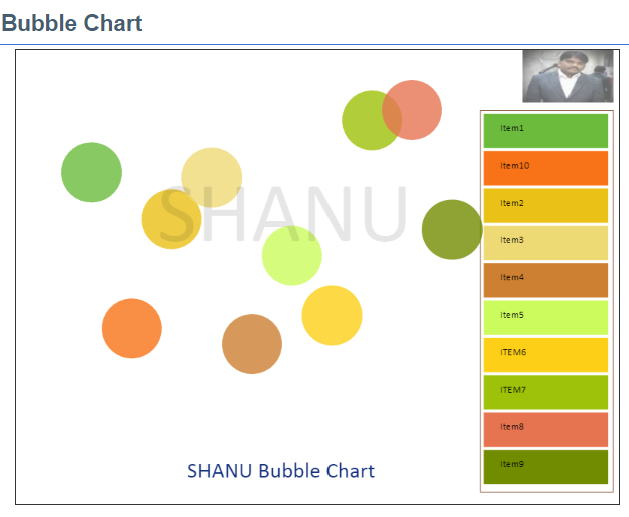 Bubble Chart
Item1
Item10
Item2
SHANU
Item3
Item4
Item5
ITEM6
ITEM7
Item8
Item9
SHANU Bubble Chart